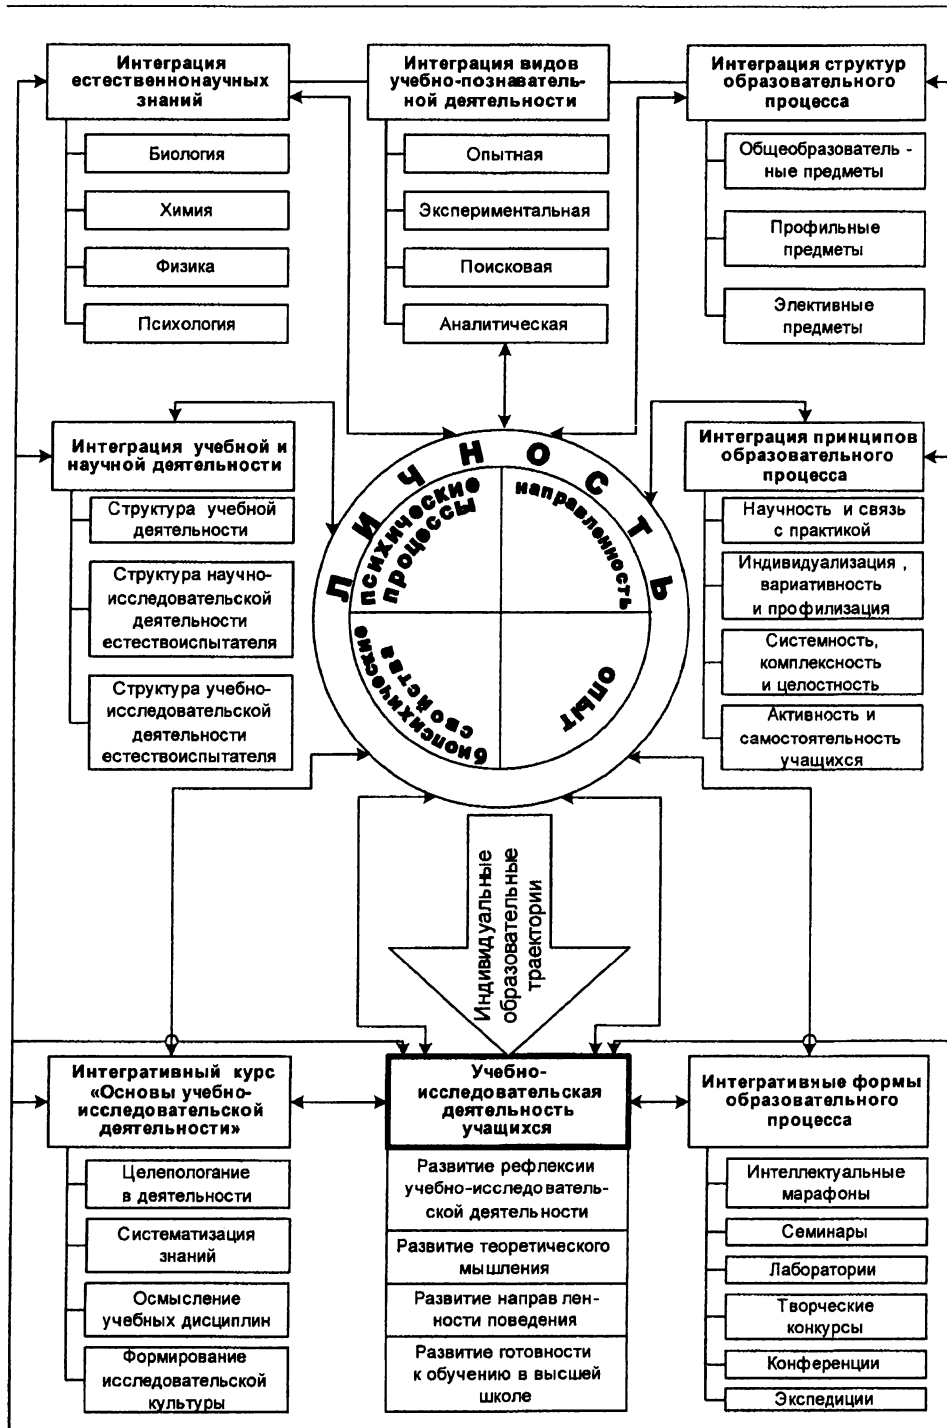 Интеграция
естественнонаучных
знаний
Биология
Химия
Физика
Психология
Интеграция видов
учебно-познаватель-
ной деятельности
Опытная
Экспериментальная
Поисковая
Аналитическая
Интеграция структур
образовательного
процесса
Общеобразователь -
ные предметы
Профильные
предметы
Элективные
предметы
Интеграция учебной и
научной деятельности
Структура учебной
деятельности
Структура научно-
исследовательской
деятельности
естествоиспытателя
Структура учебно-
исследовательской
деятельности
естествоиспытателя
ЛИЧНОСТЬ
психические
процессы
направленность
биопсихические
свойства
опыт
Интеграция принципов
образовательного
процесса
Научность и связь
с практикой
Индивидуализация ,
вариативность
и профилизация
Системность,
комплексность
и целостность
Активность и
самостоятельность
учащихся
Индивидуальные
образовательные
траектории
Интегративный курс
«Основы учебно-
исследовательской
деятельности»
Целепологание
в деятельности
Систематизация
знаний
Осмысление
учебных дисциплин
Формирование
исследовательской
культуры
Учебно-
исследовательская
деятельность
учащихся
Развитие рефлексии
учебно-исследователь-
ской деятельности
Развитие теоретического
мышления
Развитие направлен-
ности поведения
Развитие готовности
к обучению в высшей
школе
Интегративные формы
образовательного
процесса
Интеллектуальные
марафоны
Семинары
Лаборатории
Творческие
конкурсы
Конференции
Экспедиции